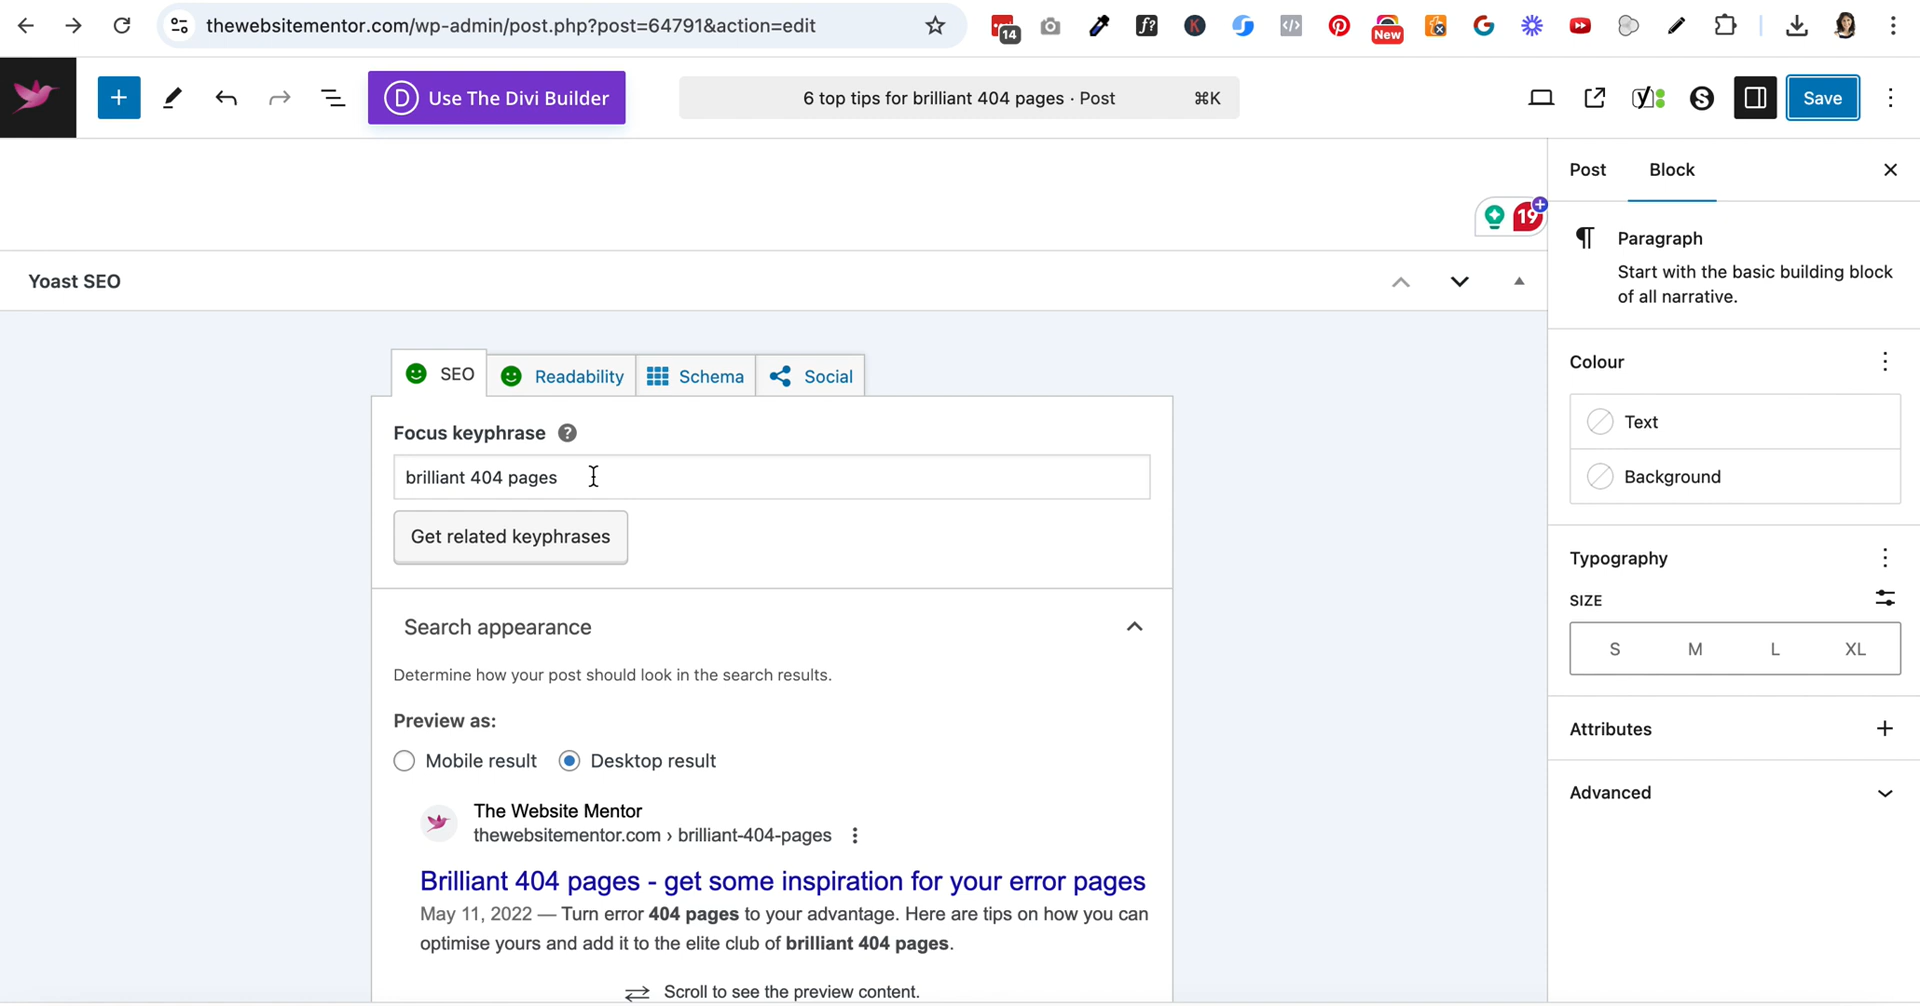 thewebsitementor.com/wp-admin/post.php?post=64791&action=edit
14
f?
K
New
G
Use The Divi Builder
D
6 top tips for brilliant 404 pages · Post
⌘K
S
Save
Post
Block
19
Paragraph
Start with the basic building block
of all narrative.
Yoast SEO
SEO
Readability
Schema
Social
Focus keyphrase
brilliant 404 pages
Get related keyphrases
Search appearance
Determine how your post should look in the search results.
Preview as:
Mobile result
Desktop result
The Website Mentor
thewebsitementor.com › brilliant-404-pages
Brilliant 404 pages - get some inspiration for your error pages
May 11, 2022 — Turn error 404 pages to your advantage. Here are tips on how you can
optimise yours and add it to the elite club of brilliant 404 pages.
Scroll to see the preview content.
Colour
Text
Background
Typography
SIZE
S M L XL
Attributes
Advanced